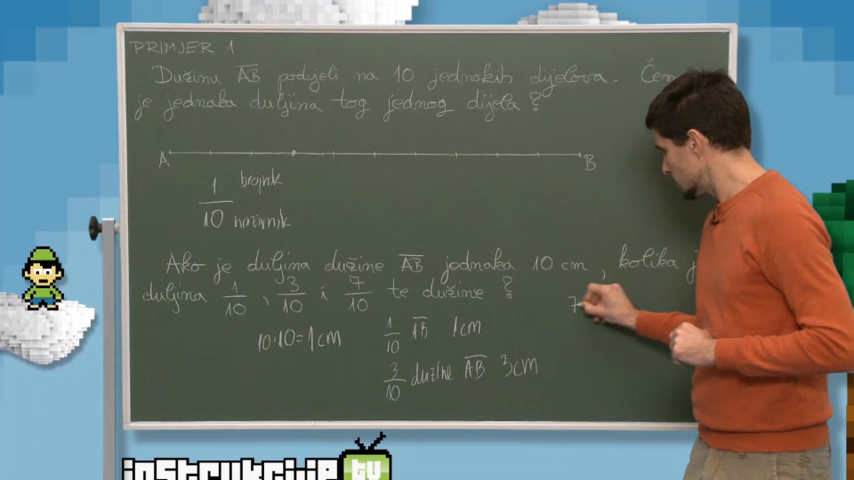 PRIMJER 1
Dužinu AB podijeli na 10 jednakih dijelova.
je jednaka duljina tog jednog dijela?
A B
1 brojnik
10 nazivnik
Ako je duljina dužine AB jednaka 10 cm, kolika
duljina 1/10, 3/10 i 7/10 te dužine?
7
10:10=1cm
1/10 AB 1cm
3/10 dužine AB 3cm
instrukcije tv